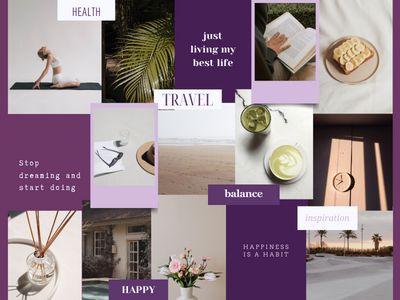 HEALTH
just
living my
best life
TRAVEL
Stop
dreaming and
start doing
balance
inspiration
HAPPINESS
IS A HABIT
HAPPY